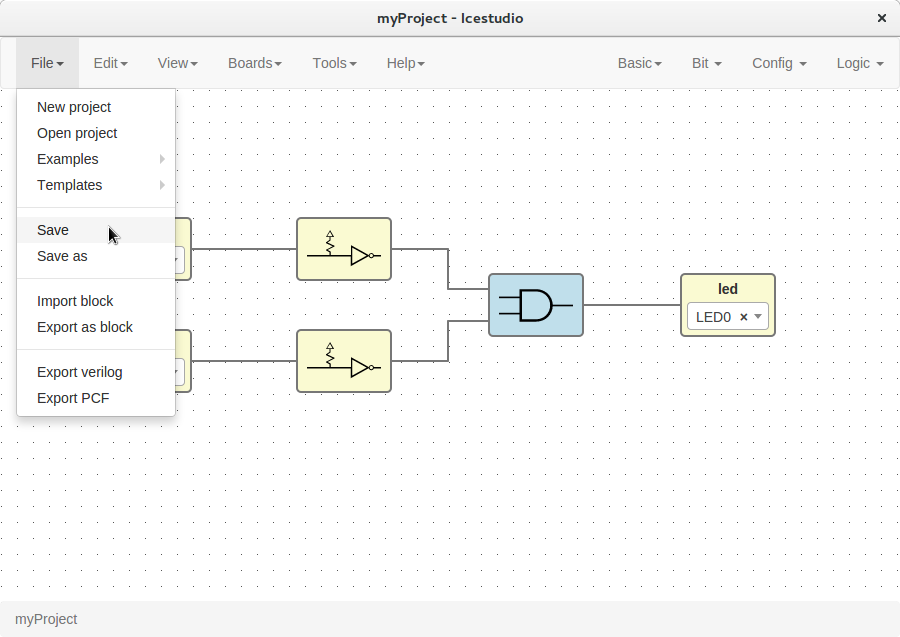 myProject - Icestudio ×
File Edit View Boards Tools Help Basic Bit Config Logic
New project
Open project
Examples
Templates
Save
Save as
Import block
Export as block
Export verilog
Export PCF
led
LED0 ×
myProject